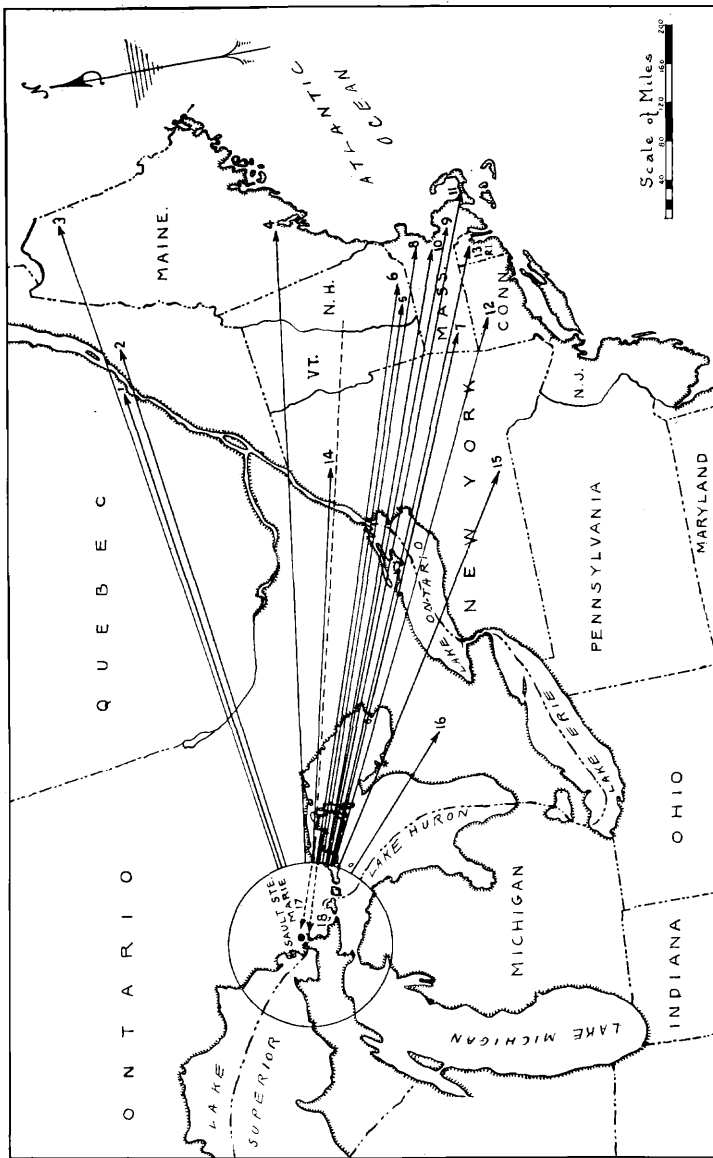 ONTARIO
QUEBEC
N
3
1
2
MAINE.
LAKE
SUPERIOR
SAULT STE.
MARIE
17
18
4
VT.
N.H.
14
ATLANTIC
OCEAN
5
6
8
10
9
MASS.
11
7
13
R.I.
12
CONN.
LAKE ONTARIO
NEW YORK
15
16
LAKE HURON
LAKE MICHIGAN
MICHIGAN
LAKE ERIE
N.J.
PENNSYLVANIA
Scale of Miles
40
80
120
160
200
INDIANA
OHIO
MARYLAND